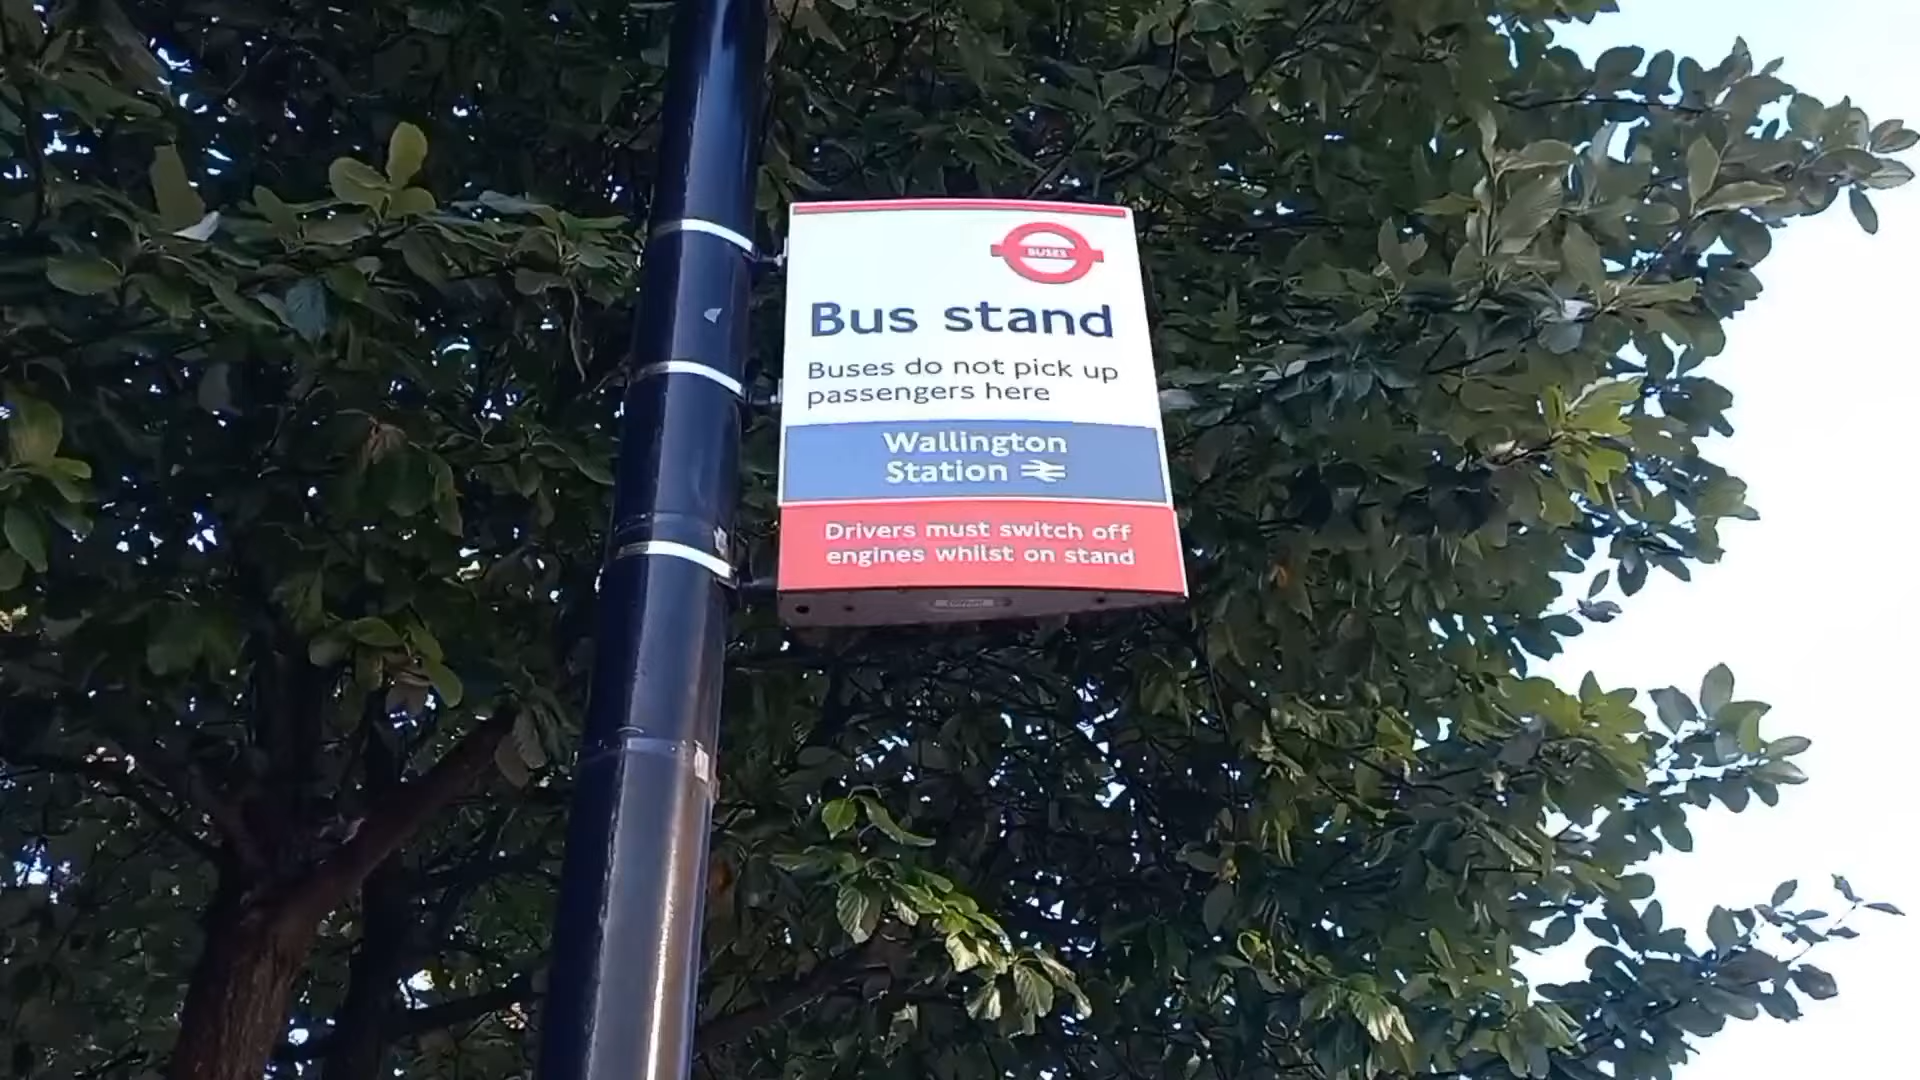 BUSES
Bus stand
Buses do not pick up
passengers here
Wallington
Station
Drivers must switch off
engines whilst on stand